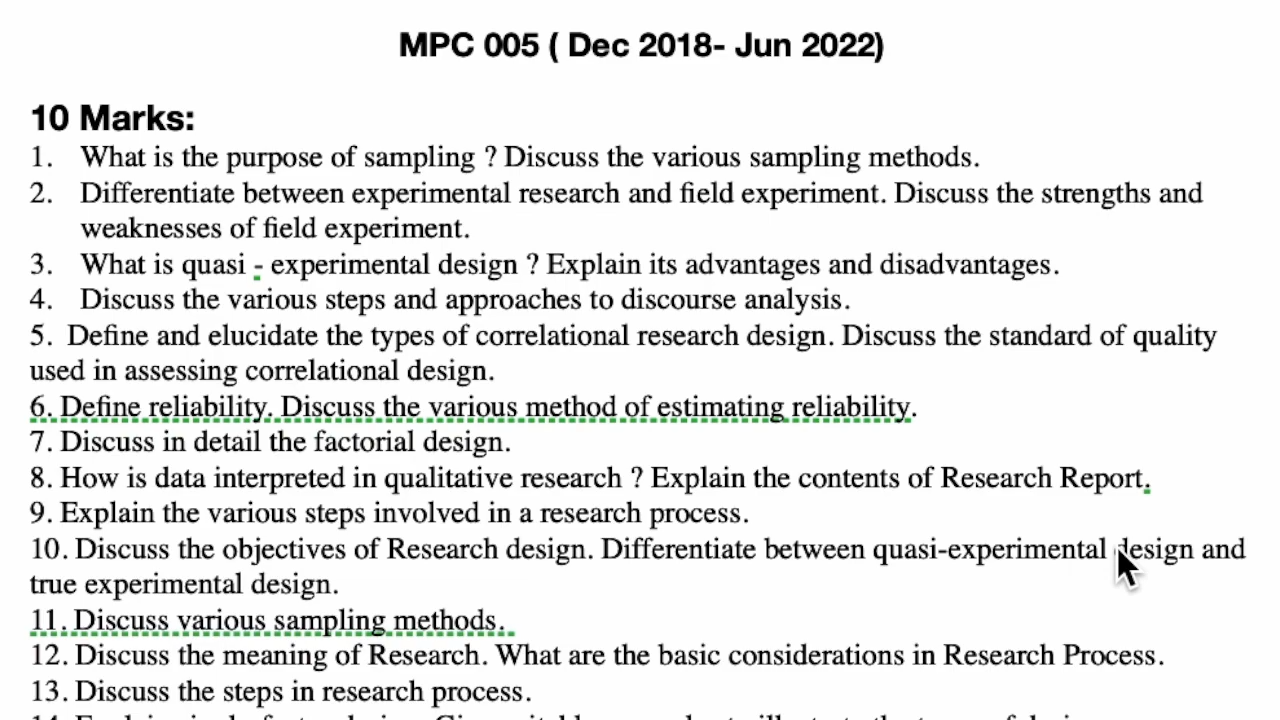 MPC 005 ( Dec 2018- Jun 2022)
10 Marks:
1. What is the purpose of sampling ? Discuss the various sampling methods.
2. Differentiate between experimental research and field experiment. Discuss the strengths and
weaknesses of field experiment.
3. What is quasi - experimental design ? Explain its advantages and disadvantages.
4. Discuss the various steps and approaches to discourse analysis.
5. Define and elucidate the types of correlational research design. Discuss the standard of quality
used in assessing correlational design.
6. Define reliability. Discuss the various method of estimating reliability.
7. Discuss in detail the factorial design.
8. How is data interpreted in qualitative research ? Explain the contents of Research Report.
9. Explain the various steps involved in a research process.
10. Discuss the objectives of Research design. Differentiate between quasi-experimental design and
true experimental design.
11. Discuss various sampling methods.
12. Discuss the meaning of Research. What are the basic considerations in Research Process.
13. Discuss the steps in research process.